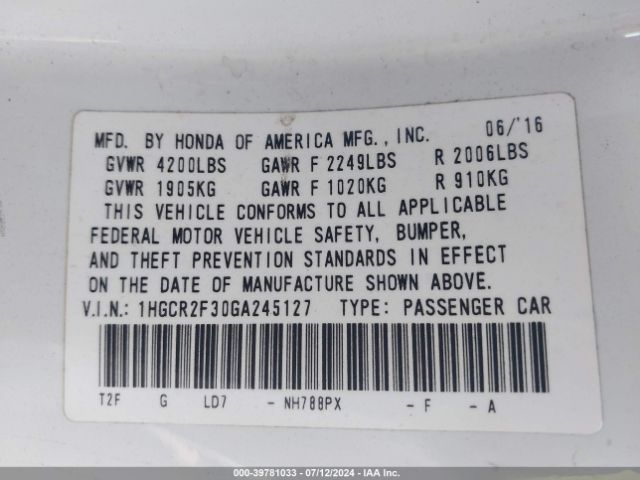 MFD. BY HONDA OF AMERICA MFG., INC. 06/'16
GVWR 4200LBS GAWR F 2249LBS R 2006LBS
GVWR 1905KG GAWR F 1020KG R 910KG
THIS VEHICLE CONFORMS TO ALL APPLICABLE
FEDERAL MOTOR VEHICLE SAFETY, BUMPER,
AND THEFT PREVENTION STANDARDS IN EFFECT
ON THE DATE OF MANUFACTURE SHOWN ABOVE.
V.I.N.: 1HGCR2F30GA245127 TYPE: PASSENGER CAR
T2F G LD7 - NH788PX - F - A
000-39781033 - 07/12/2024 - IAA Inc.